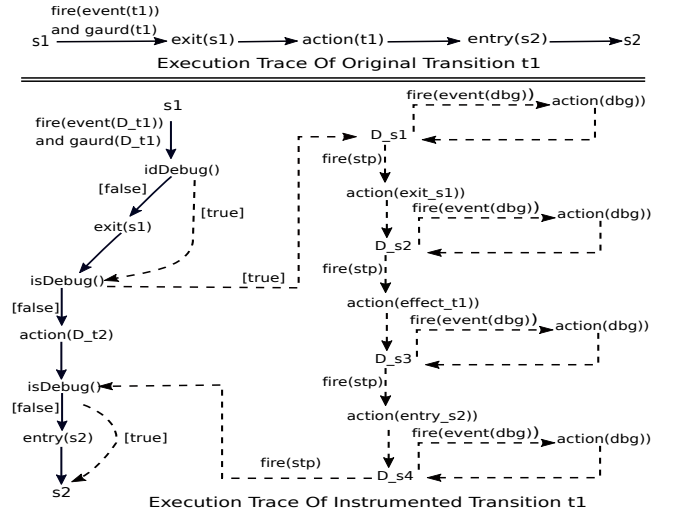 fire(event(t1))
and gaurd(t1)
s1
exit(s1)
action(t1)
entry(s2)
s2
Execution Trace Of Original Transition t1
s1
fire(event(D_t1))
and gaurd(D_t1)
idDebug()
[false]
[true]
exit(s1)
isDebug()
[true]
[false]
action(D_t2)
isDebug()
[false]
entry(s2)
[true]
s2
fire(event(dbg))
action(dbg))
D_s1
fire(stp)
action(exit_s1))
fire(event(dbg))
action(dbg))
D_s2
fire(stp)
action(effect_t1))
fire(event(dbg))
action(dbg))
D_s3
fire(stp)
action(entry_s2))
fire(event(dbg))
action(dbg))
fire(stp)
D_s4
Execution Trace Of Instrumented Transition t1